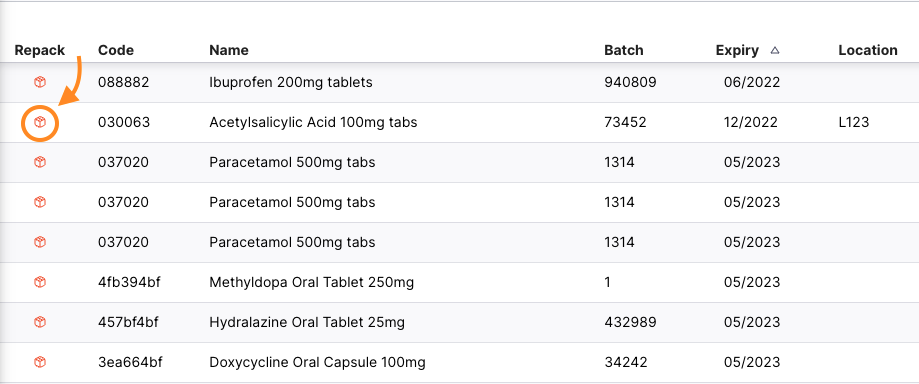 Repack Code Name Batch Expiry Location
088882 Ibuprofen 200mg tablets 940809 06/2022
030063 Acetylsalicylic Acid 100mg tabs 73452 12/2022 L123
037020 Paracetamol 500mg tabs 1314 05/2023
037020 Paracetamol 500mg tabs 1314 05/2023
037020 Paracetamol 500mg tabs 1314 05/2023
4fb394bf Methyldopa Oral Tablet 250mg 1 05/2023
457bf4bf Hydralazine Oral Tablet 25mg 432989 05/2023
3ea664bf Doxycycline Oral Capsule 100mg 34242 05/2023